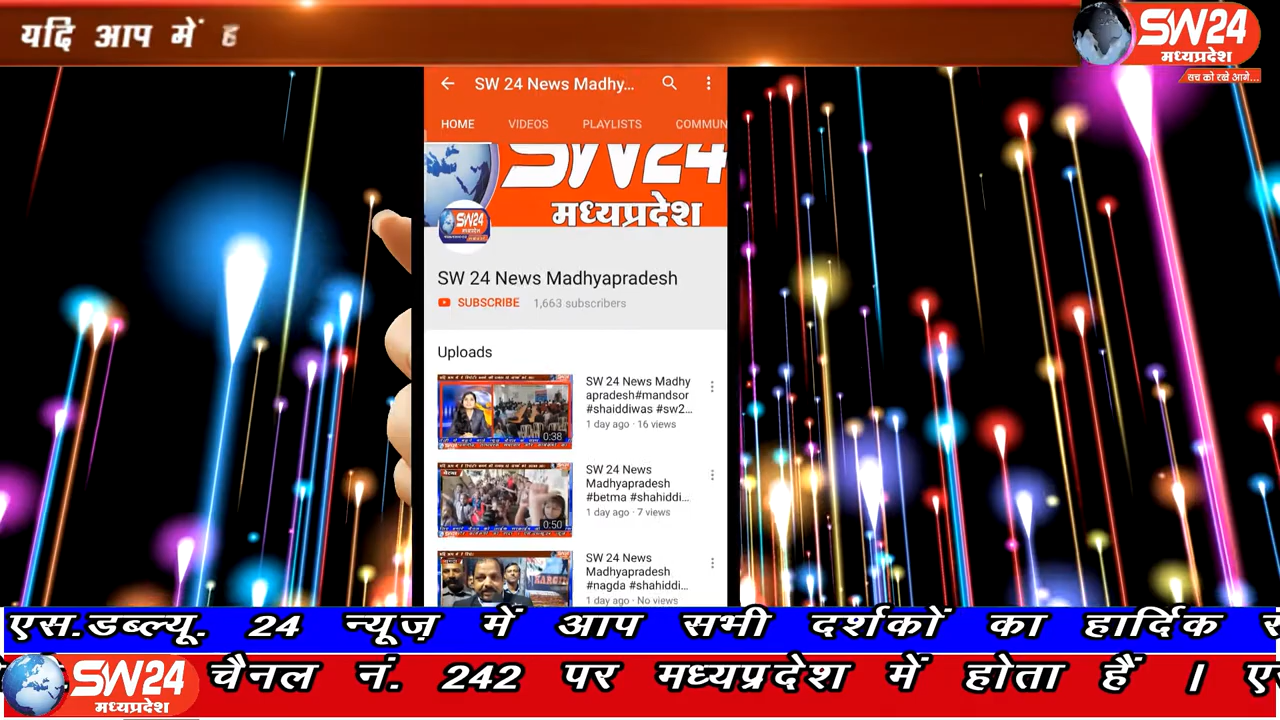 यदि आप में ह
SW24
मध्यप्रदेश
सच को रखे आगे...
SW 24 News Madhy...
HOME VIDEOS PLAYLISTS COMMUN
SW24
मध्यप्रदेश
SW24
SW 24 News Madhyapradesh
SUBSCRIBE 1,663 subscribers
Uploads
SW 24 News Madhy
apradesh#mandsor
#shaiddiwas #sw2...
1 day ago · 16 views
0:38
SW 24 News
Madhyapradesh
#betma #shahiddi...
1 day ago · 7 views
0:50
SW 24 News
Madhyapradesh
#nagda #shahiddi...
1 day ago · No views
एस.डब्ल्यू. 24 न्यूज़ में आप सभी दर्शकों का हार्दिक
चैनल नं. 242 पर मध्यप्रदेश में होता हैं ।
SW24
मध्यप्रदेश